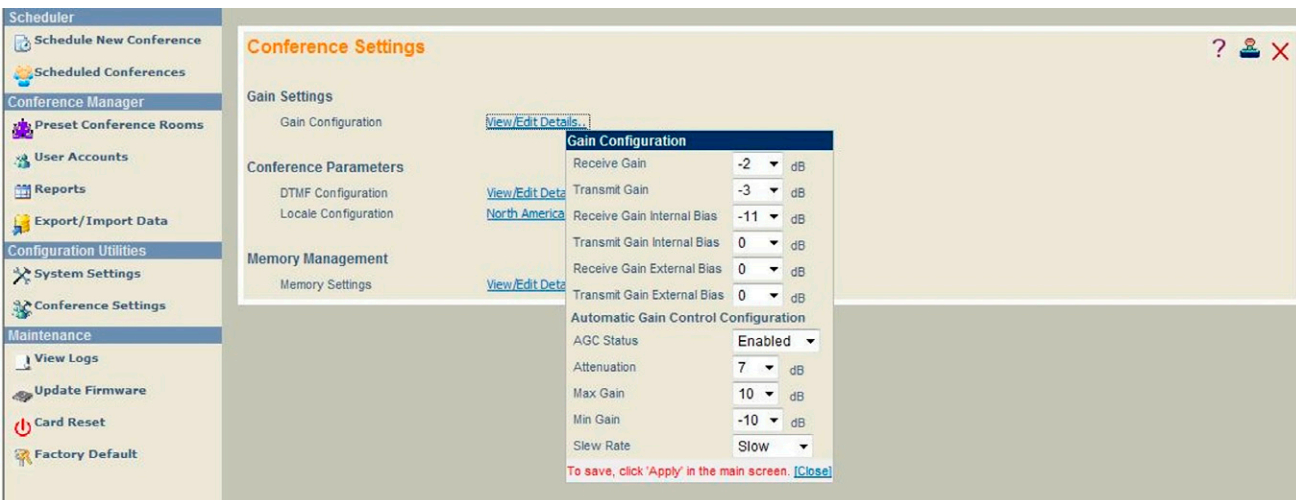 Scheduler
Schedule New Conference
Scheduled Conferences
Conference Manager
Preset Conference Rooms
User Accounts
Reports
Export/Import Data
Configuration Utilities
System Settings
Conference Settings
Maintenance
View Logs
Update Firmware
Card Reset
Factory Default
Conference Settings
?
Gain Settings
Gain Configuration View/Edit Details..
Conference Parameters
DTMF Configuration View/Edit Deta
Locale Configuration North America
Memory Management
Memory Settings View/Edit Deta
Gain Configuration
Receive Gain -2 dB
Transmit Gain -3 dB
Receive Gain Internal Bias -11 dB
Transmit Gain Internal Bias 0 dB
Receive Gain External Bias 0 dB
Transmit Gain External Bias 0 dB
Automatic Gain Control Configuration
AGC Status Enabled
Attenuation 7 dB
Max Gain 10 dB
Min Gain -10 dB
Slew Rate Slow
To save, click 'Apply' in the main screen. [Close]